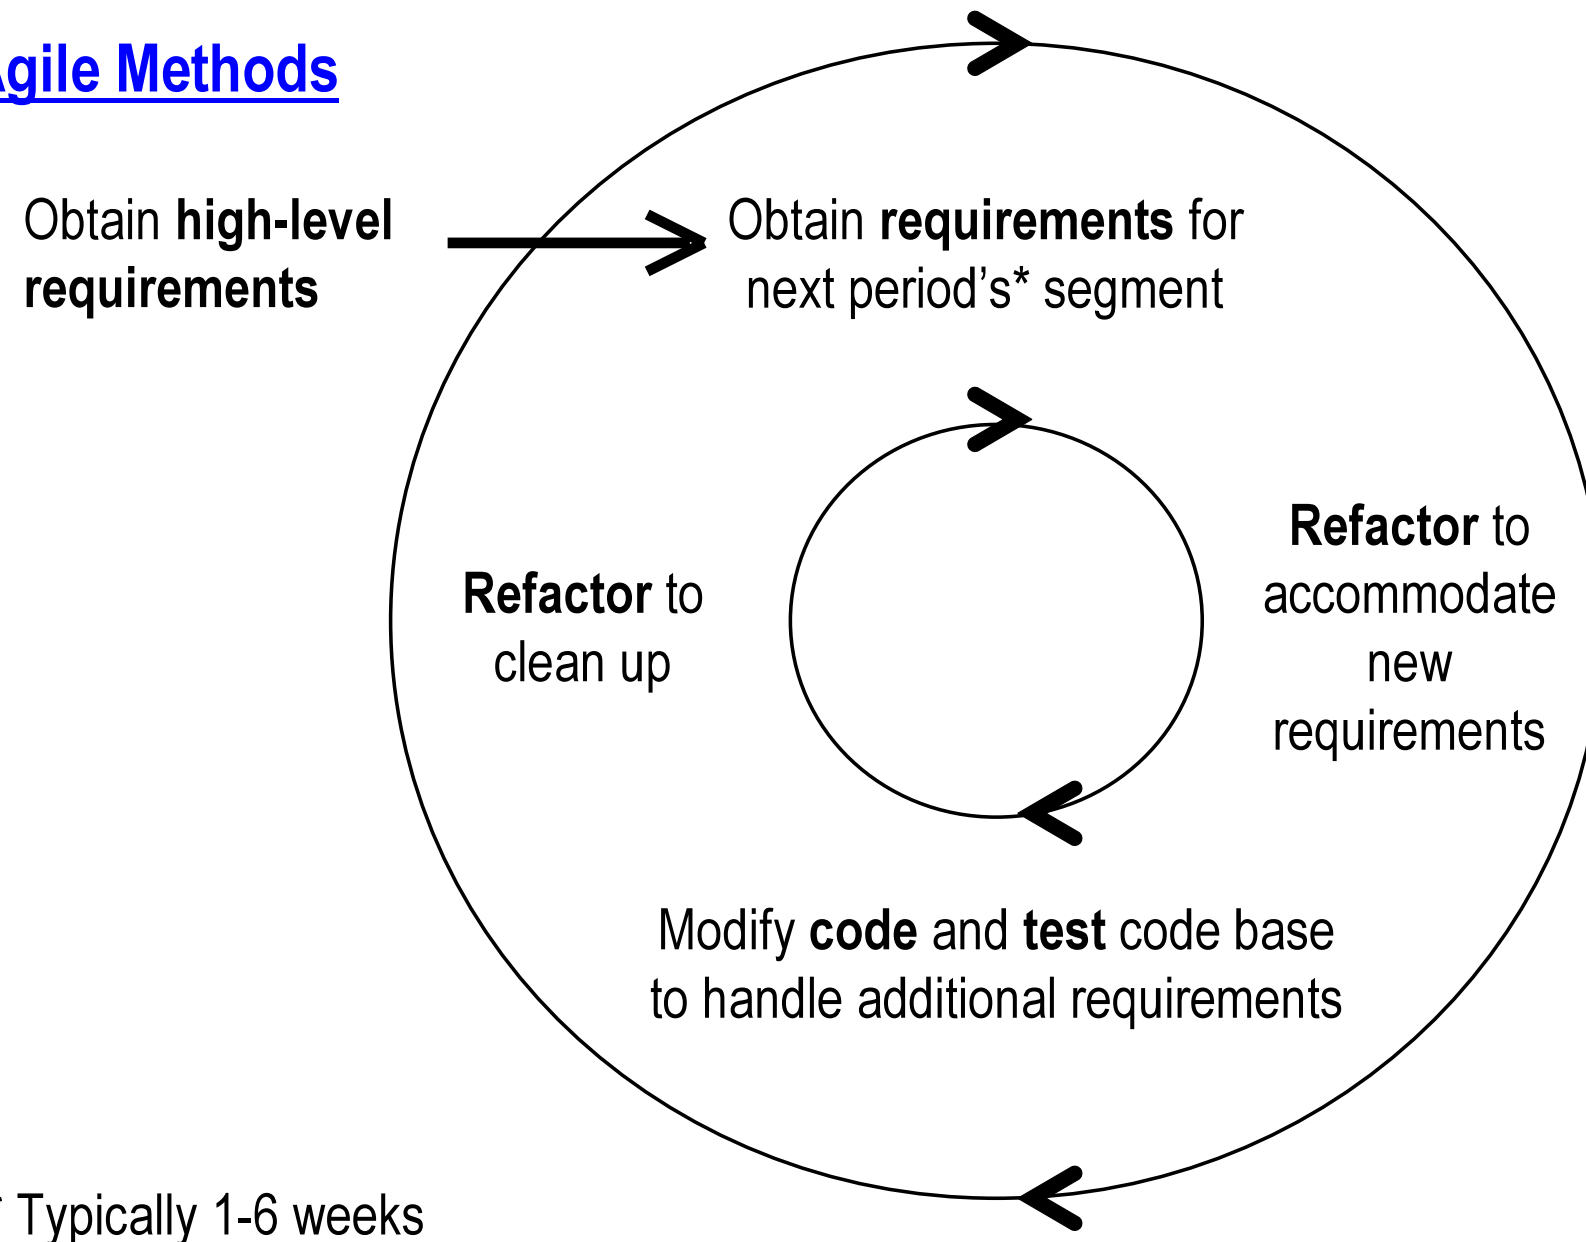 Agile Methods
Obtain high-level
requirements
Obtain requirements for
next period's* segment
Refactor to
accommodate
new
requirements
Refactor to
clean up
Modify code and test code base
to handle additional requirements
* Typically 1-6 weeks